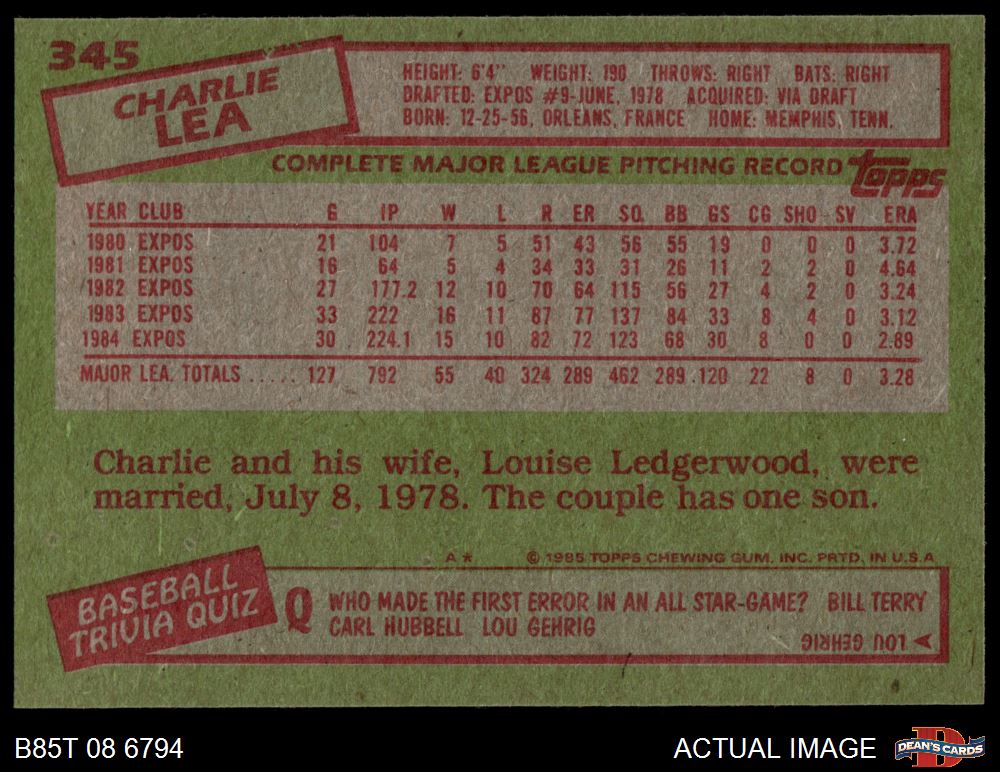 345
CHARLIE
LEA
HEIGHT: 6'4" WEIGHT: 190 THROWS: RIGHT BATS: RIGHT
DRAFTED: EXPOS #9-JUNE, 1978 ACQUIRED: VIA DRAFT
BORN: 12-25-56, ORLEANS, FRANCE HOME: MEMPHIS, TENN.
COMPLETE MAJOR LEAGUE PITCHING RECORD topps
YEAR CLUB G IP W L R ER SO BB GS CG SHO SV ERA
1980 EXPOS 21 104 7 5 51 43 56 55 19 0 0 0 3.72
1981 EXPOS 16 64 5 4 34 33 31 26 11 2 2 0 4.64
1982 EXPOS 27 177.2 12 10 70 64 115 56 27 4 2 0 3.24
1983 EXPOS 33 222 16 11 87 77 137 84 33 8 4 0 3.12
1984 EXPOS 30 224.1 15 10 82 72 123 68 30 8 0 0 2.89
MAJOR LEA. TOTALS ..... 127 792 55 40 324 289 462 289 120 22 8 0 3.28
Charlie and his wife, Louise Ledgerwood, were
married, July 8, 1978. The couple has one son.
A * © 1985 TOPPS CHEWING GUM, INC. PRTD. IN U.S.A.
BASEBALL
TRIVIA QUIZ
Q WHO MADE THE FIRST ERROR IN AN ALL STAR-GAME? BILL TERRY
CARL HUBBELL LOU GEHRIG
LOU GEHRIG
B85T 08 6794
ACTUAL IMAGE
D
DEAN'S CARDS